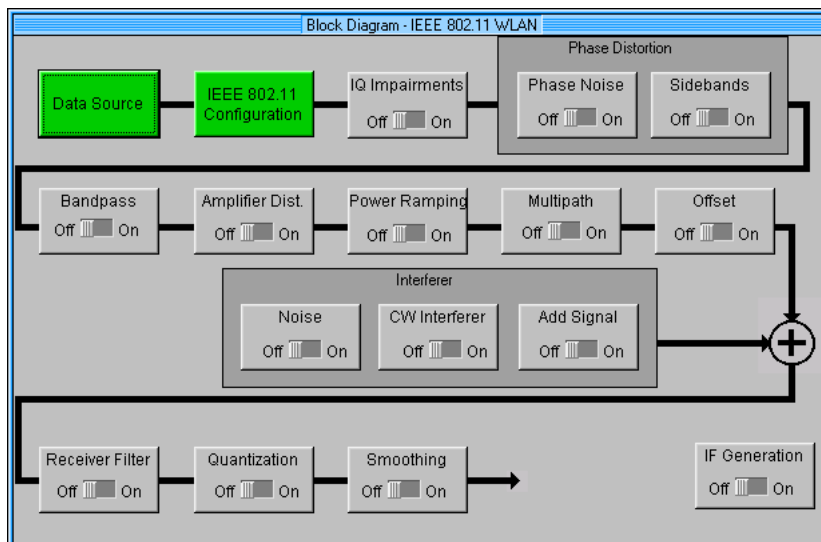 Block Diagram - IEEE 802.11 WLAN
Phase Distortion
Data Source
IEEE 802.11
Configuration
IQ Impairments
Off On
Phase Noise
Off On
Sidebands
Off On
Bandpass
Off On
Amplifier Dist.
Off On
Power Ramping
Off On
Multipath
Off On
Offset
Off On
Interferer
Noise
Off On
CW Interferer
Off On
Add Signal
Off On
Receiver Filter
Off On
Quantization
Off On
Smoothing
Off On
IF Generation
Off On